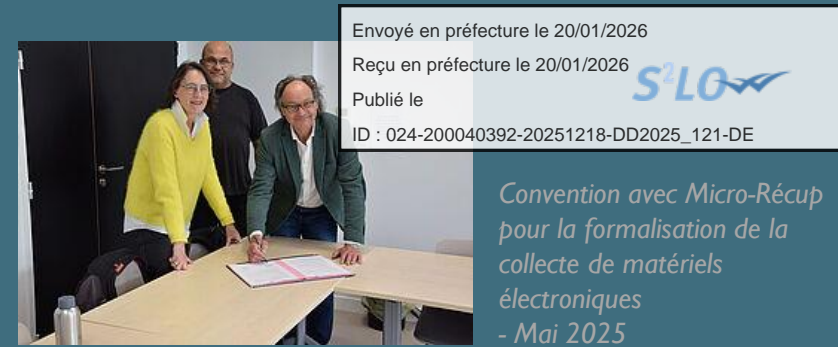 Envoyé en préfecture le 20/01/2026
Reçu en préfecture le 20/01/2026
S²LO
Publié le
ID : 024-200040392-20251218-DD2025_121-DE
Convention avec Micro-Récup
pour la formalisation de la
collecte de matériels
électroniques
- Mai 2025